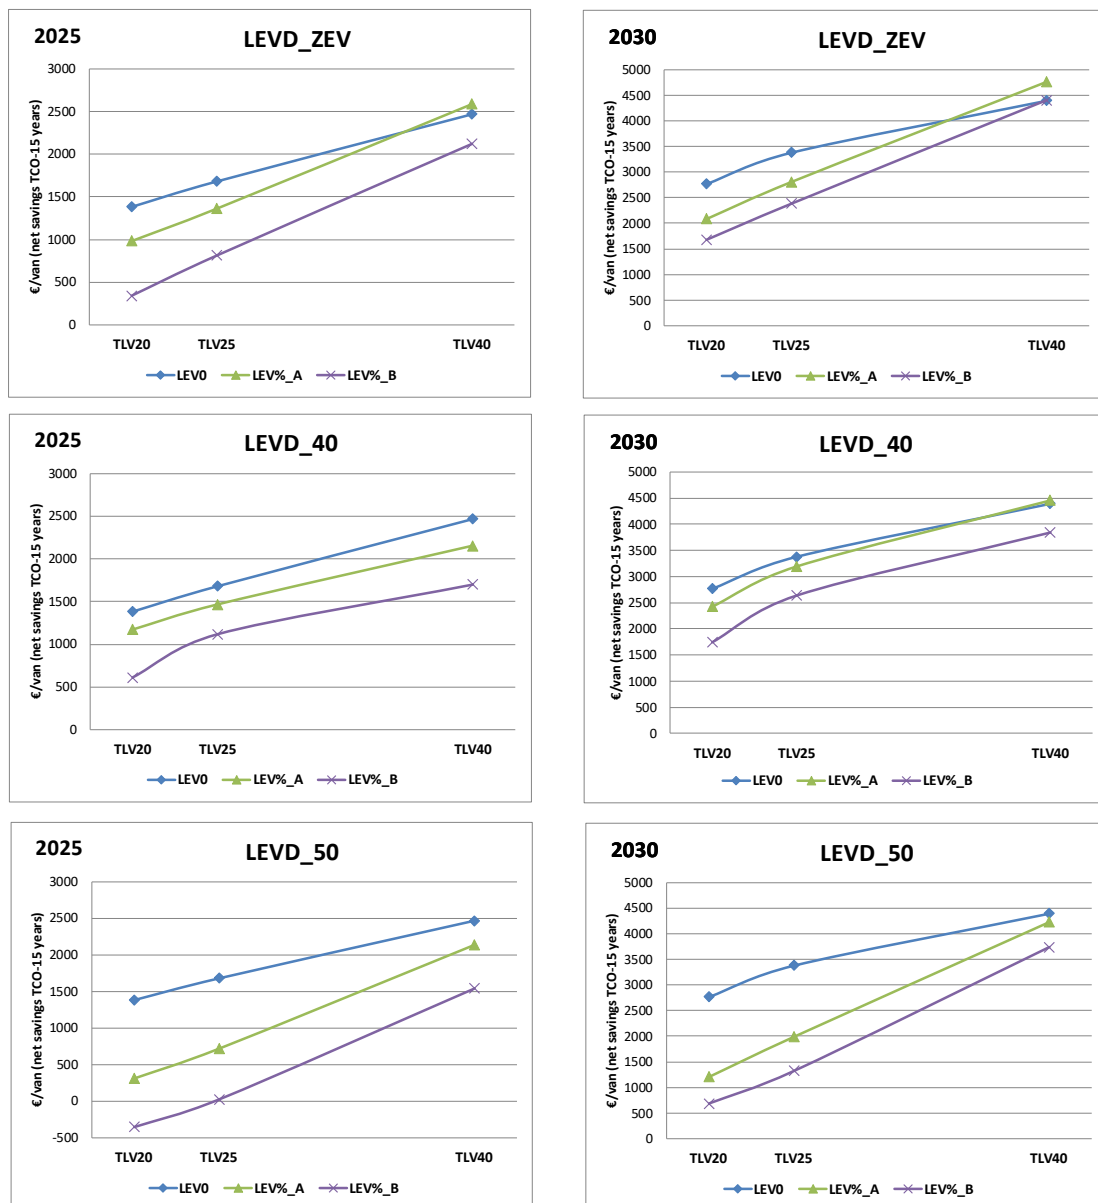 2025
LEVD_ZEV
€/van (net savings TCO-15 years)
3000
2500
2000
1500
1000
500
0
TLV20
TLV25
TLV40
LEV0
LEV%_A
LEV%_B
2030
LEVD_ZEV
€/van (net savings TCO-15 years)
5000
4500
4000
3500
3000
2500
2000
1500
1000
500
0
TLV20
TLV25
TLV40
LEV0
LEV%_A
LEV%_B
2025
LEVD_40
€/van (net savings TCO-15 years)
3000
2500
2000
1500
1000
500
0
TLV20
TLV25
TLV40
LEV0
LEV%_A
LEV%_B
2030
LEVD_40
€/van (net savings TCO-15 years)
5000
4500
4000
3500
3000
2500
2000
1500
1000
500
0
TLV20
TLV25
TLV40
LEV0
LEV%_A
LEV%_B
2025
LEVD_50
€/van (net savings TCO-15 years)
3000
2500
2000
1500
1000
500
0
-500
TLV20
TLV25
TLV40
LEV0
LEV%_A
LEV%_B
2030
LEVD_50
€/van (net savings TCO-15 years)
5000
4500
4000
3500
3000
2500
2000
1500
1000
500
0
TLV20
TLV25
TLV40
LEV0
LEV%_A
LEV%_B